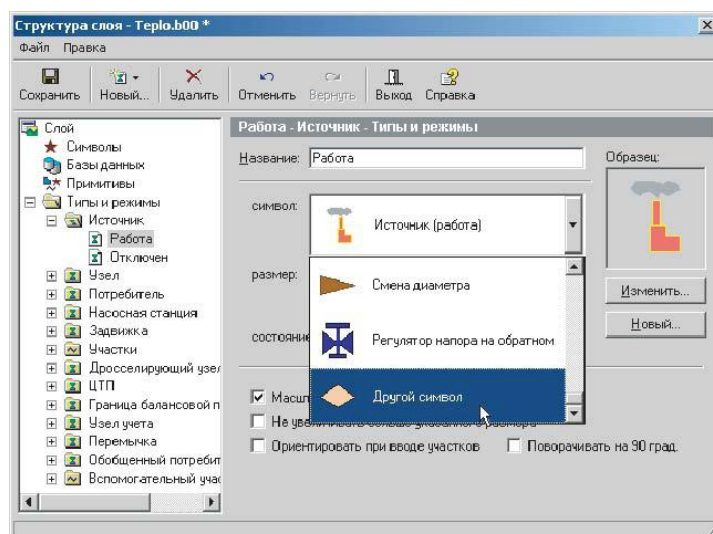 Структура слоя - Teplo.b00 *
Файл Правка
Сохранить Новый... Удалить Отменить Вернуть Выход Справка
Слой
Символы
Базы данных
Примитивы
Типы и режимы
Источник
Работа
Отключен
Узел
Потребитель
Насосная станция
Задвижка
Участки
Дросселирующий узел
ЦТП
Граница балансовой п
Узел учета
Перемычка
Обобщенный потребит
Вспомогательный учас
Работа - Источник - Типы и режимы
Название: Работа
Образец:
символ: Источник (работа)
размер: Смена диаметра
Изменить...
состояние Регулятор напора на обратном
Новый...
Масшт Другой символ
Не уве
Ориентировать при вводе участков Поворачивать на 90 град.